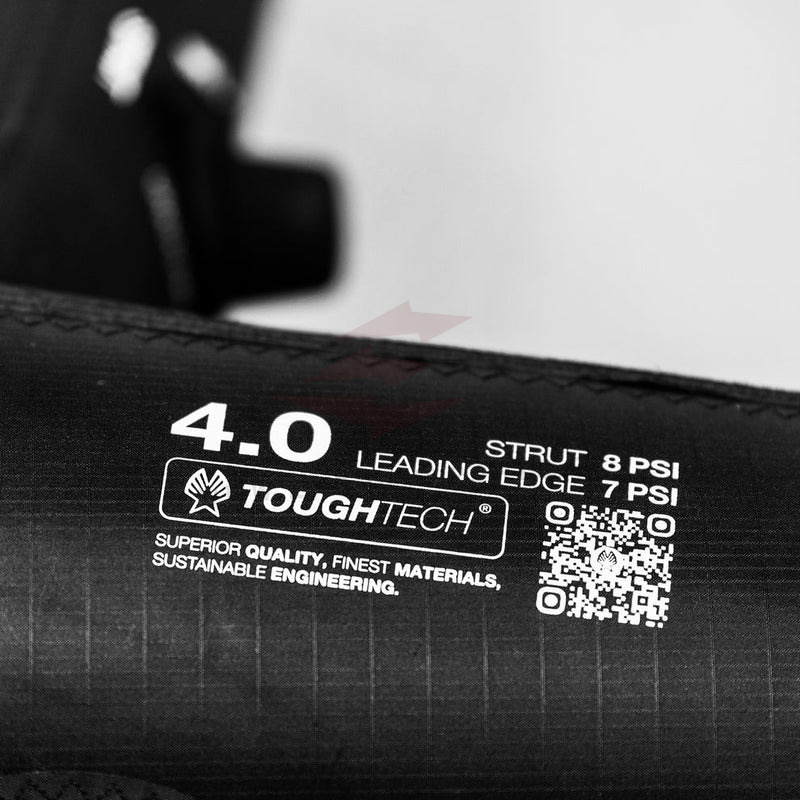 4.0
STRUT 8 PSI
LEADING EDGE 7 PSI
TOUGHTECH®
SUPERIOR QUALITY, FINEST MATERIALS,
SUSTAINABLE ENGINEERING.